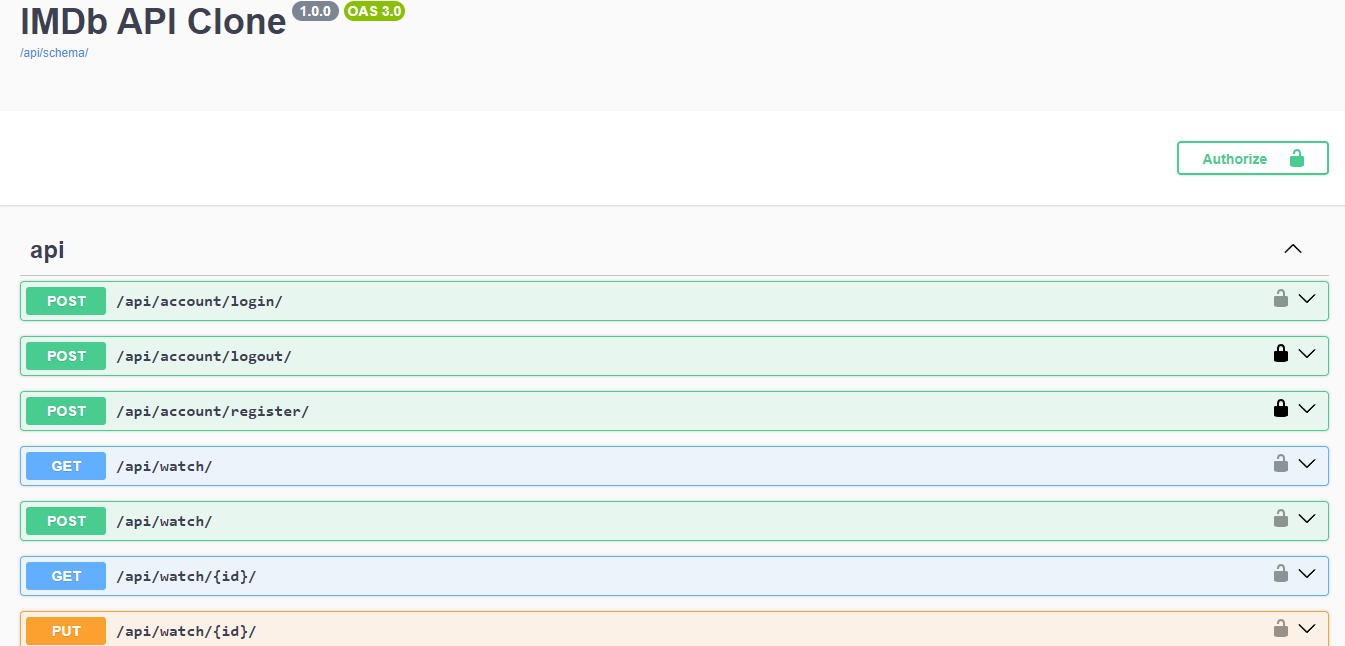 IMDb API Clone 1.0.0 OAS 3.0
/api/schema/
Authorize
api
POST /api/account/login/
POST /api/account/logout/
POST /api/account/register/
GET /api/watch/
POST /api/watch/
GET /api/watch/{id}/
PUT /api/watch/{id}/